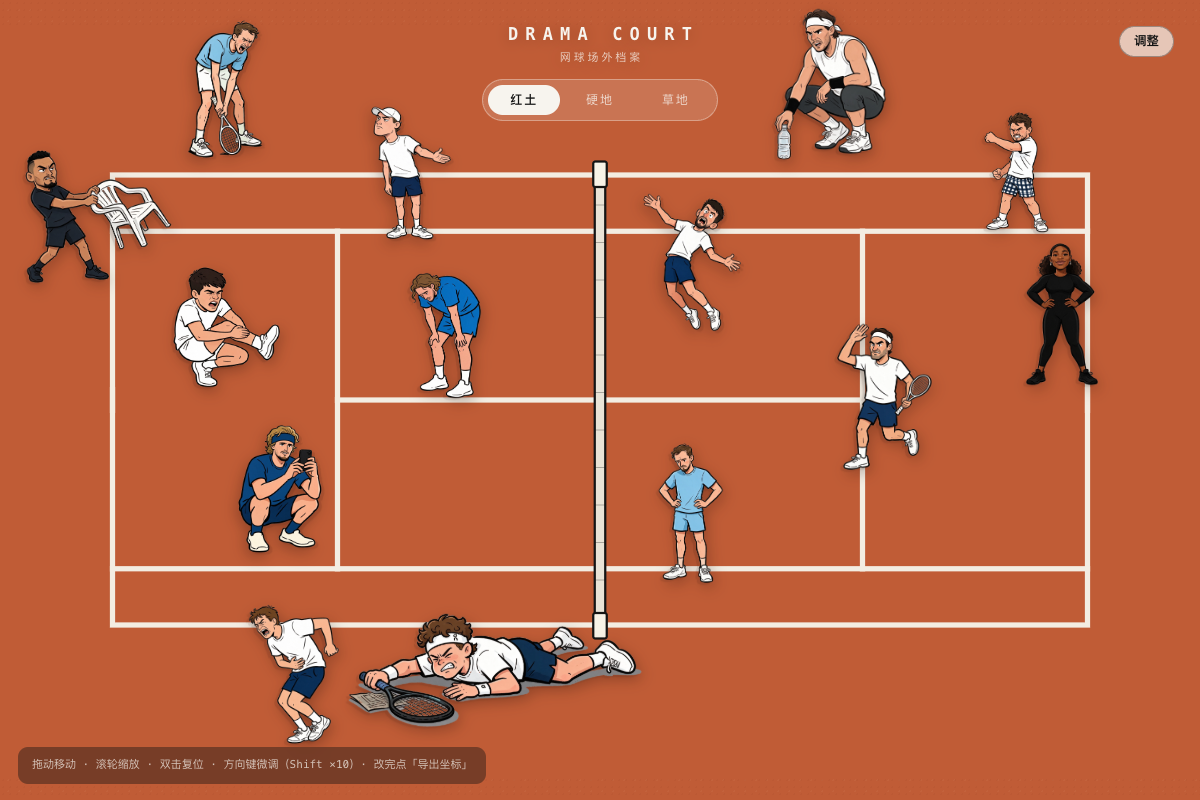 DRAMA COURT
网球场外档案
红土
硬地
草地
调整
拖动移动 · 滚轮缩放 · 双击复位 · 方向键微调（Shift ×10）· 改完点「导出坐标」